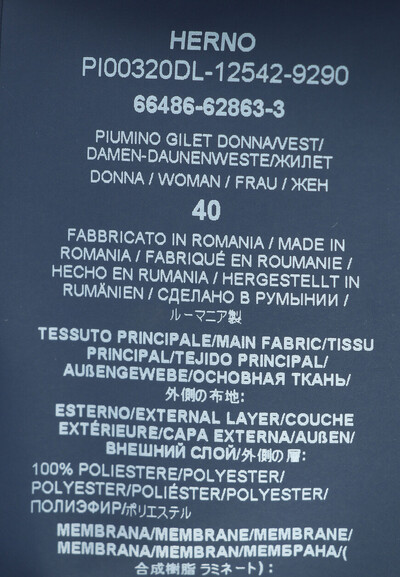 HERNO
PI00320DL-12542-9290
66486-62863-3
PIUMINO GILET DONNA/VEST/
DAMEN-DAUNENWESTE/ЖИЛЕТ
DONNA / WOMAN / FRAU / ЖЕН
40
FABBRICATO IN ROMANIA / MADE IN
ROMANIA / FABRIQUÉ EN ROUMANIE /
HECHO EN RUMANIA / HERGESTELLT IN
RUMÄNIEN / СДЕЛАНО В РУМЫНИИ /
ルーマニア製
TESSUTO PRINCIPALE/MAIN FABRIC/TISSU
PRINCIPAL/TEJIDO PRINCIPAL/
AUßENGEWEBE/ОСНОВНАЯ ТКАНЬ/
外側の布地:
ESTERNO/EXTERNAL LAYER/COUCHE
EXTÉRIEURE/CAPA EXTERNA/AUßEN/
ВНЕШНИЙ СЛОЙ/外側の層:
100% POLIESTERE/POLYESTER/
POLYESTER/POLIÉSTER/POLYESTER/
ПОЛИЭФИР/ポリエステル
MEMBRANA/MEMBRANE/MEMBRANE/
MEMBRANA/MEMBRAN/МЕМБРАНА/(
合成樹脂 ラミネート):